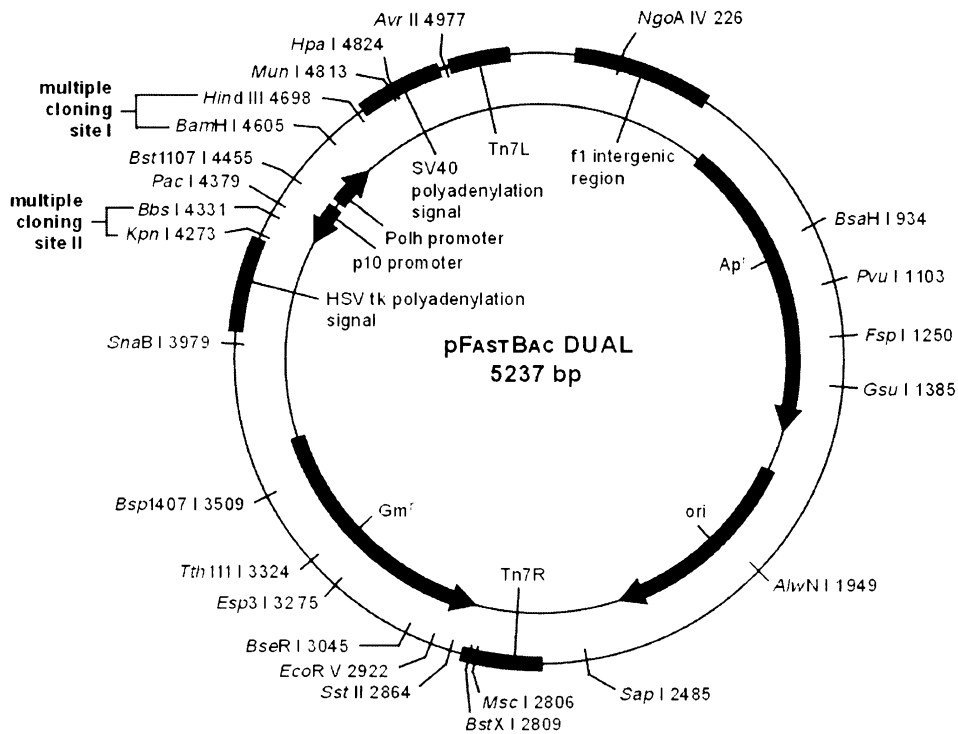 Avr II 4977
NgoA IV 226
Hpa I 4824
Mun I 4813
multiple
cloning
site I
Hind III 4698
BamH I 4605
Bst1107 I 4455
Pac I 4379
multiple
cloning
site II
Bbs I 4331
Kpn I 4273
SnaB I 3979
Tn7L
f1 intergenic
region
SV40
polyadenylation
signal
Polh promoter
p10 promoter
HSV tk polyadenylation
signal
Apr
BsaH I 934
Pvu I 1103
Fsp I 1250
Gsu I 1385
pFASTBAC DUAL
5237 bp
Bsp1407 I 3509
Gmr
ori
Tth111 I 3324
Esp3 I 3275
Tn7R
AlwN I 1949
BseR I 3045
EcoR V 2922
Sst II 2864
Msc I 2806
BstX I 2809
Sap I 2485